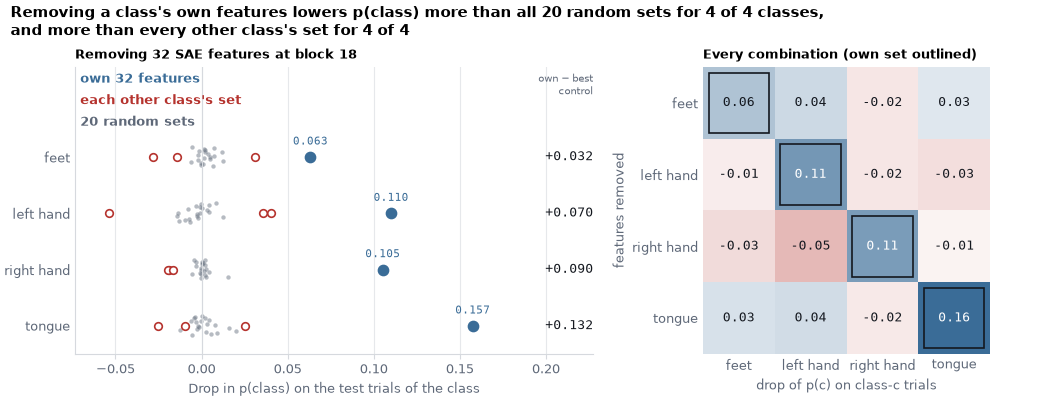 Removing a class's own features lowers p(class) more than all 20 random sets for 4 of 4 classes,
and more than every other class's set for 4 of 4
Removing 32 SAE features at block 18
own 32 features
each other class's set
20 random sets
own − best
control
feet
0.063
+0.032
left hand
0.110
+0.070
right hand
0.105
+0.090
tongue
0.157
+0.132
−0.05
0.00
0.05
0.10
0.15
0.20
Drop in p(class) on the test trials of the class
Every combination (own set outlined)
features removed
feet
0.06
0.04
-0.02
0.03
left hand
-0.01
0.11
-0.02
-0.03
right hand
-0.03
-0.05
0.11
-0.01
tongue
0.03
0.04
-0.02
0.16
feet
left hand
right hand
tongue
drop of p(c) on class-c trials